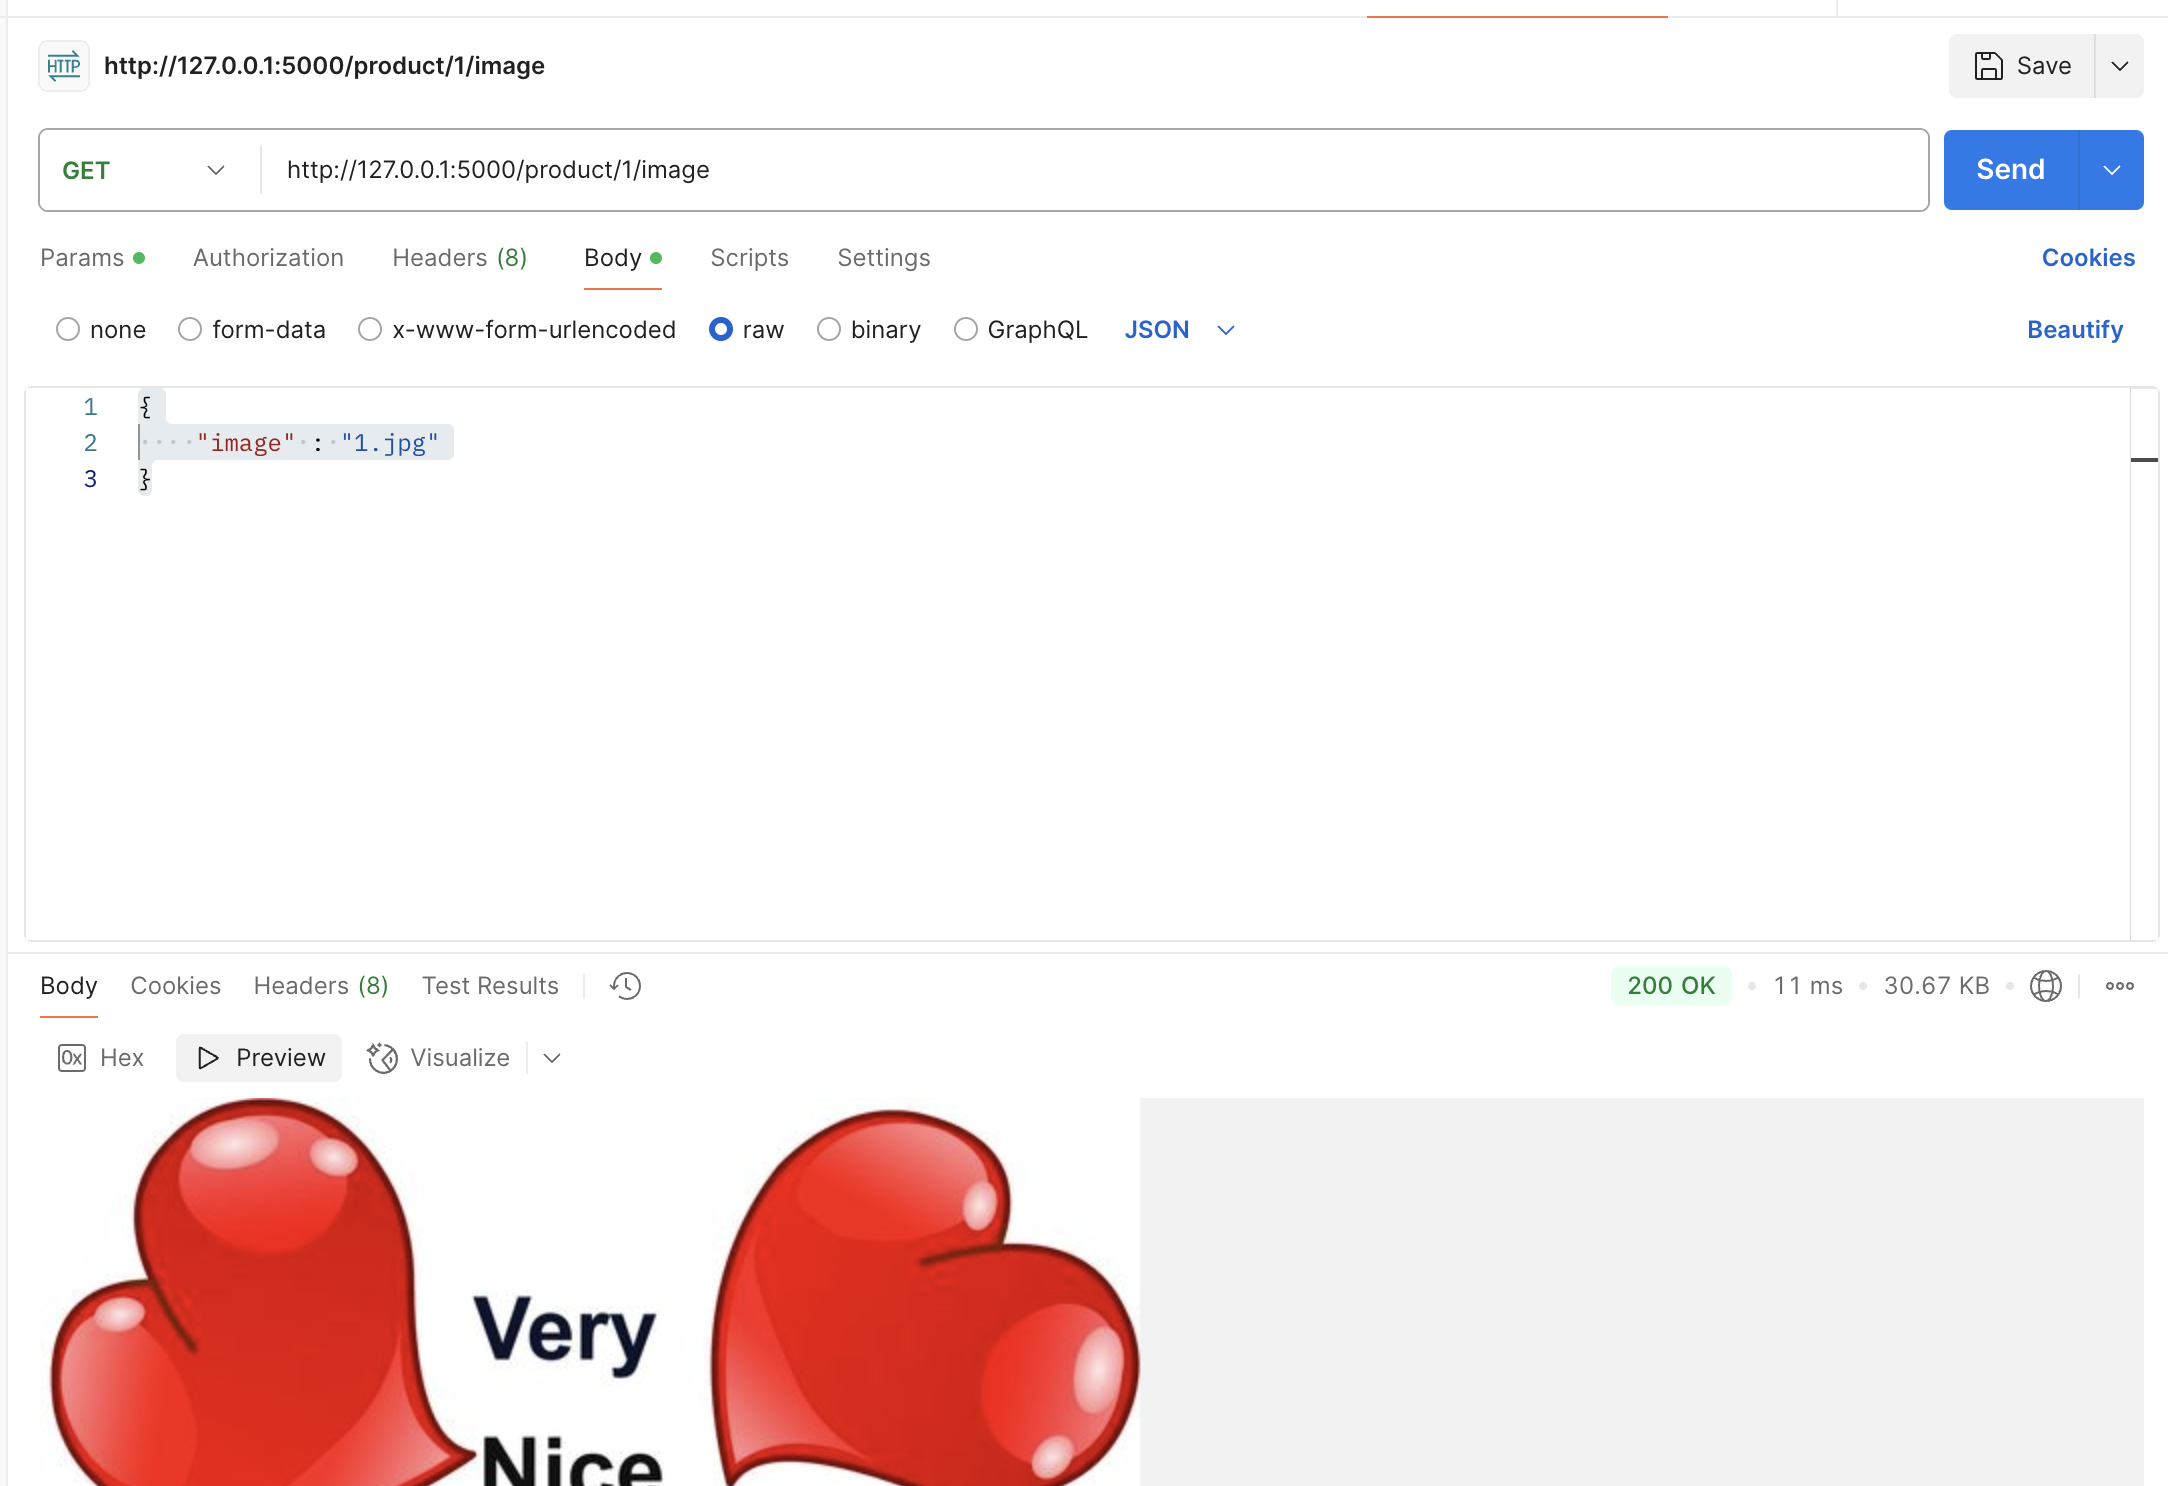 HTTP http://127.0.0.1:5000/product/1/image Save
GET http://127.0.0.1:5000/product/1/image Send
Params Authorization Headers (8) Body Scripts Settings Cookies
none form-data x-www-form-urlencoded raw binary GraphQL JSON Beautify
1 {
2 "image" : "1.jpg"
3 }
Body Cookies Headers (8) Test Results 200 OK 11 ms 30.67 KB
0x Hex Preview Visualize
Very
Nice